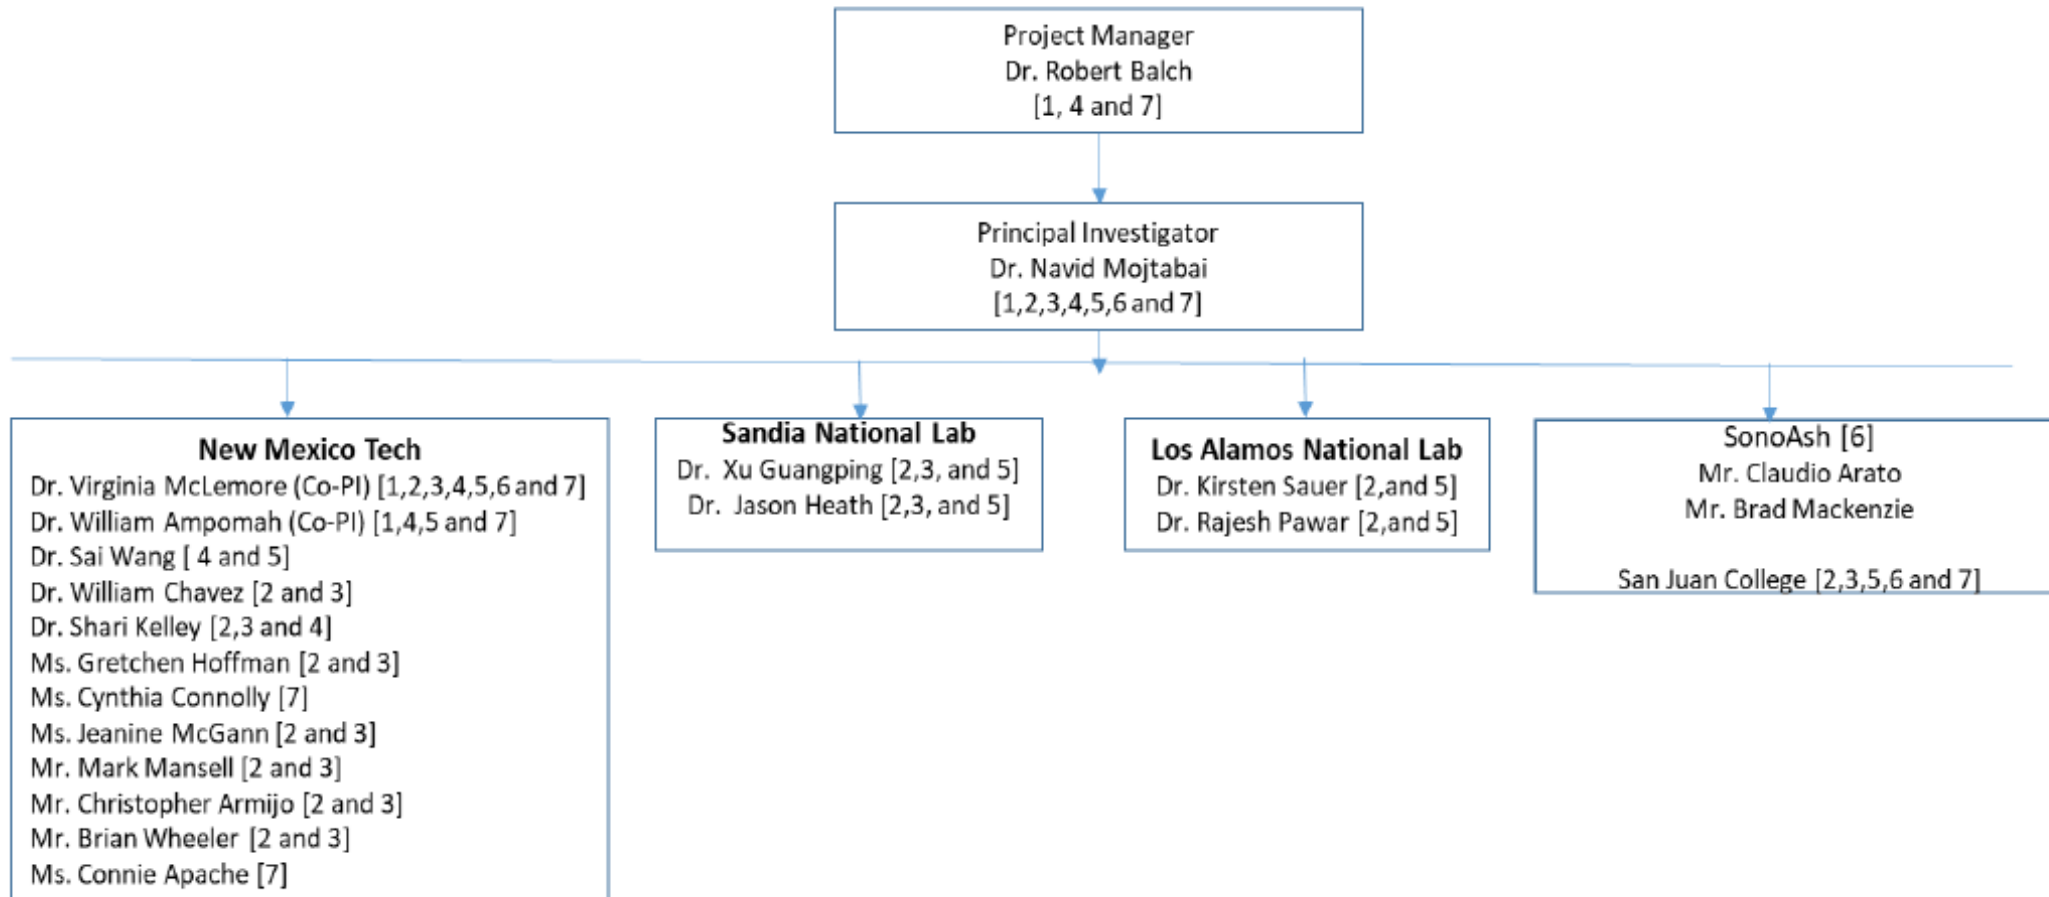 Project Manager
Dr. Robert Balch
[1, 4 and 7]
Principal Investigator
Dr. Navid Mojtabai
[1,2,3,4,5,6 and 7]
New Mexico Tech
Dr. Virginia McLemore (Co-PI) [1,2,3,4,5,6 and 7]
Dr. William Ampomah (Co-PI) [1,4,5 and 7]
Dr. Sai Wang [ 4 and 5]
Dr. William Chavez [2 and 3]
Dr. Shari Kelley [2,3 and 4]
Ms. Gretchen Hoffman [2 and 3]
Ms. Cynthia Connolly [7]
Ms. Jeanine McGann [2 and 3]
Mr. Mark Mansell [2 and 3]
Mr. Christopher Armijo [2 and 3]
Mr. Brian Wheeler [2 and 3]
Ms. Connie Apache [7]
Sandia National Lab
Dr. Xu Guangping [2,3, and 5]
Dr. Jason Heath [2,3, and 5]
Los Alamos National Lab
Dr. Kirsten Sauer [2,and 5]
Dr. Rajesh Pawar [2,and 5]
SonoAsh [6]
Mr. Claudio Arato
Mr. Brad Mackenzie
San Juan College [2,3,5,6 and 7]